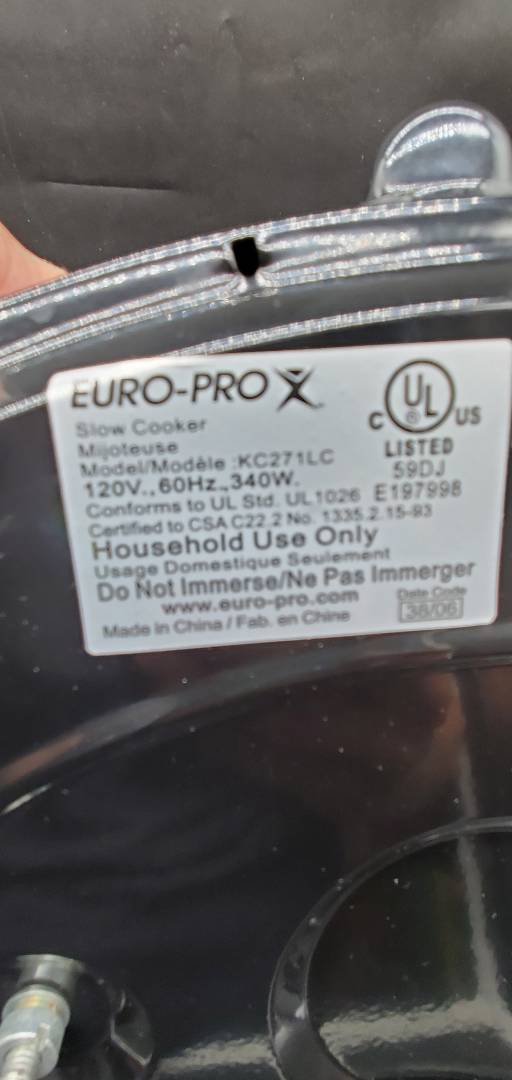 EURO-PRO X
Slow Cooker
Mijoteuse
Model/Modèle :KC271LC
120V.,60Hz.,340W.
Conforms to UL Std. UL1026 E197998
Certified to CSA C22.2 No. 1335.2.15-93
Household Use Only
Usage Domestique Seulement
Do Not Immerse/Ne Pas Immerger
www.euro-pro.com
Made in China / Fab. en Chine
C UL ® US
LISTED
59DJ
Date Code
38/06